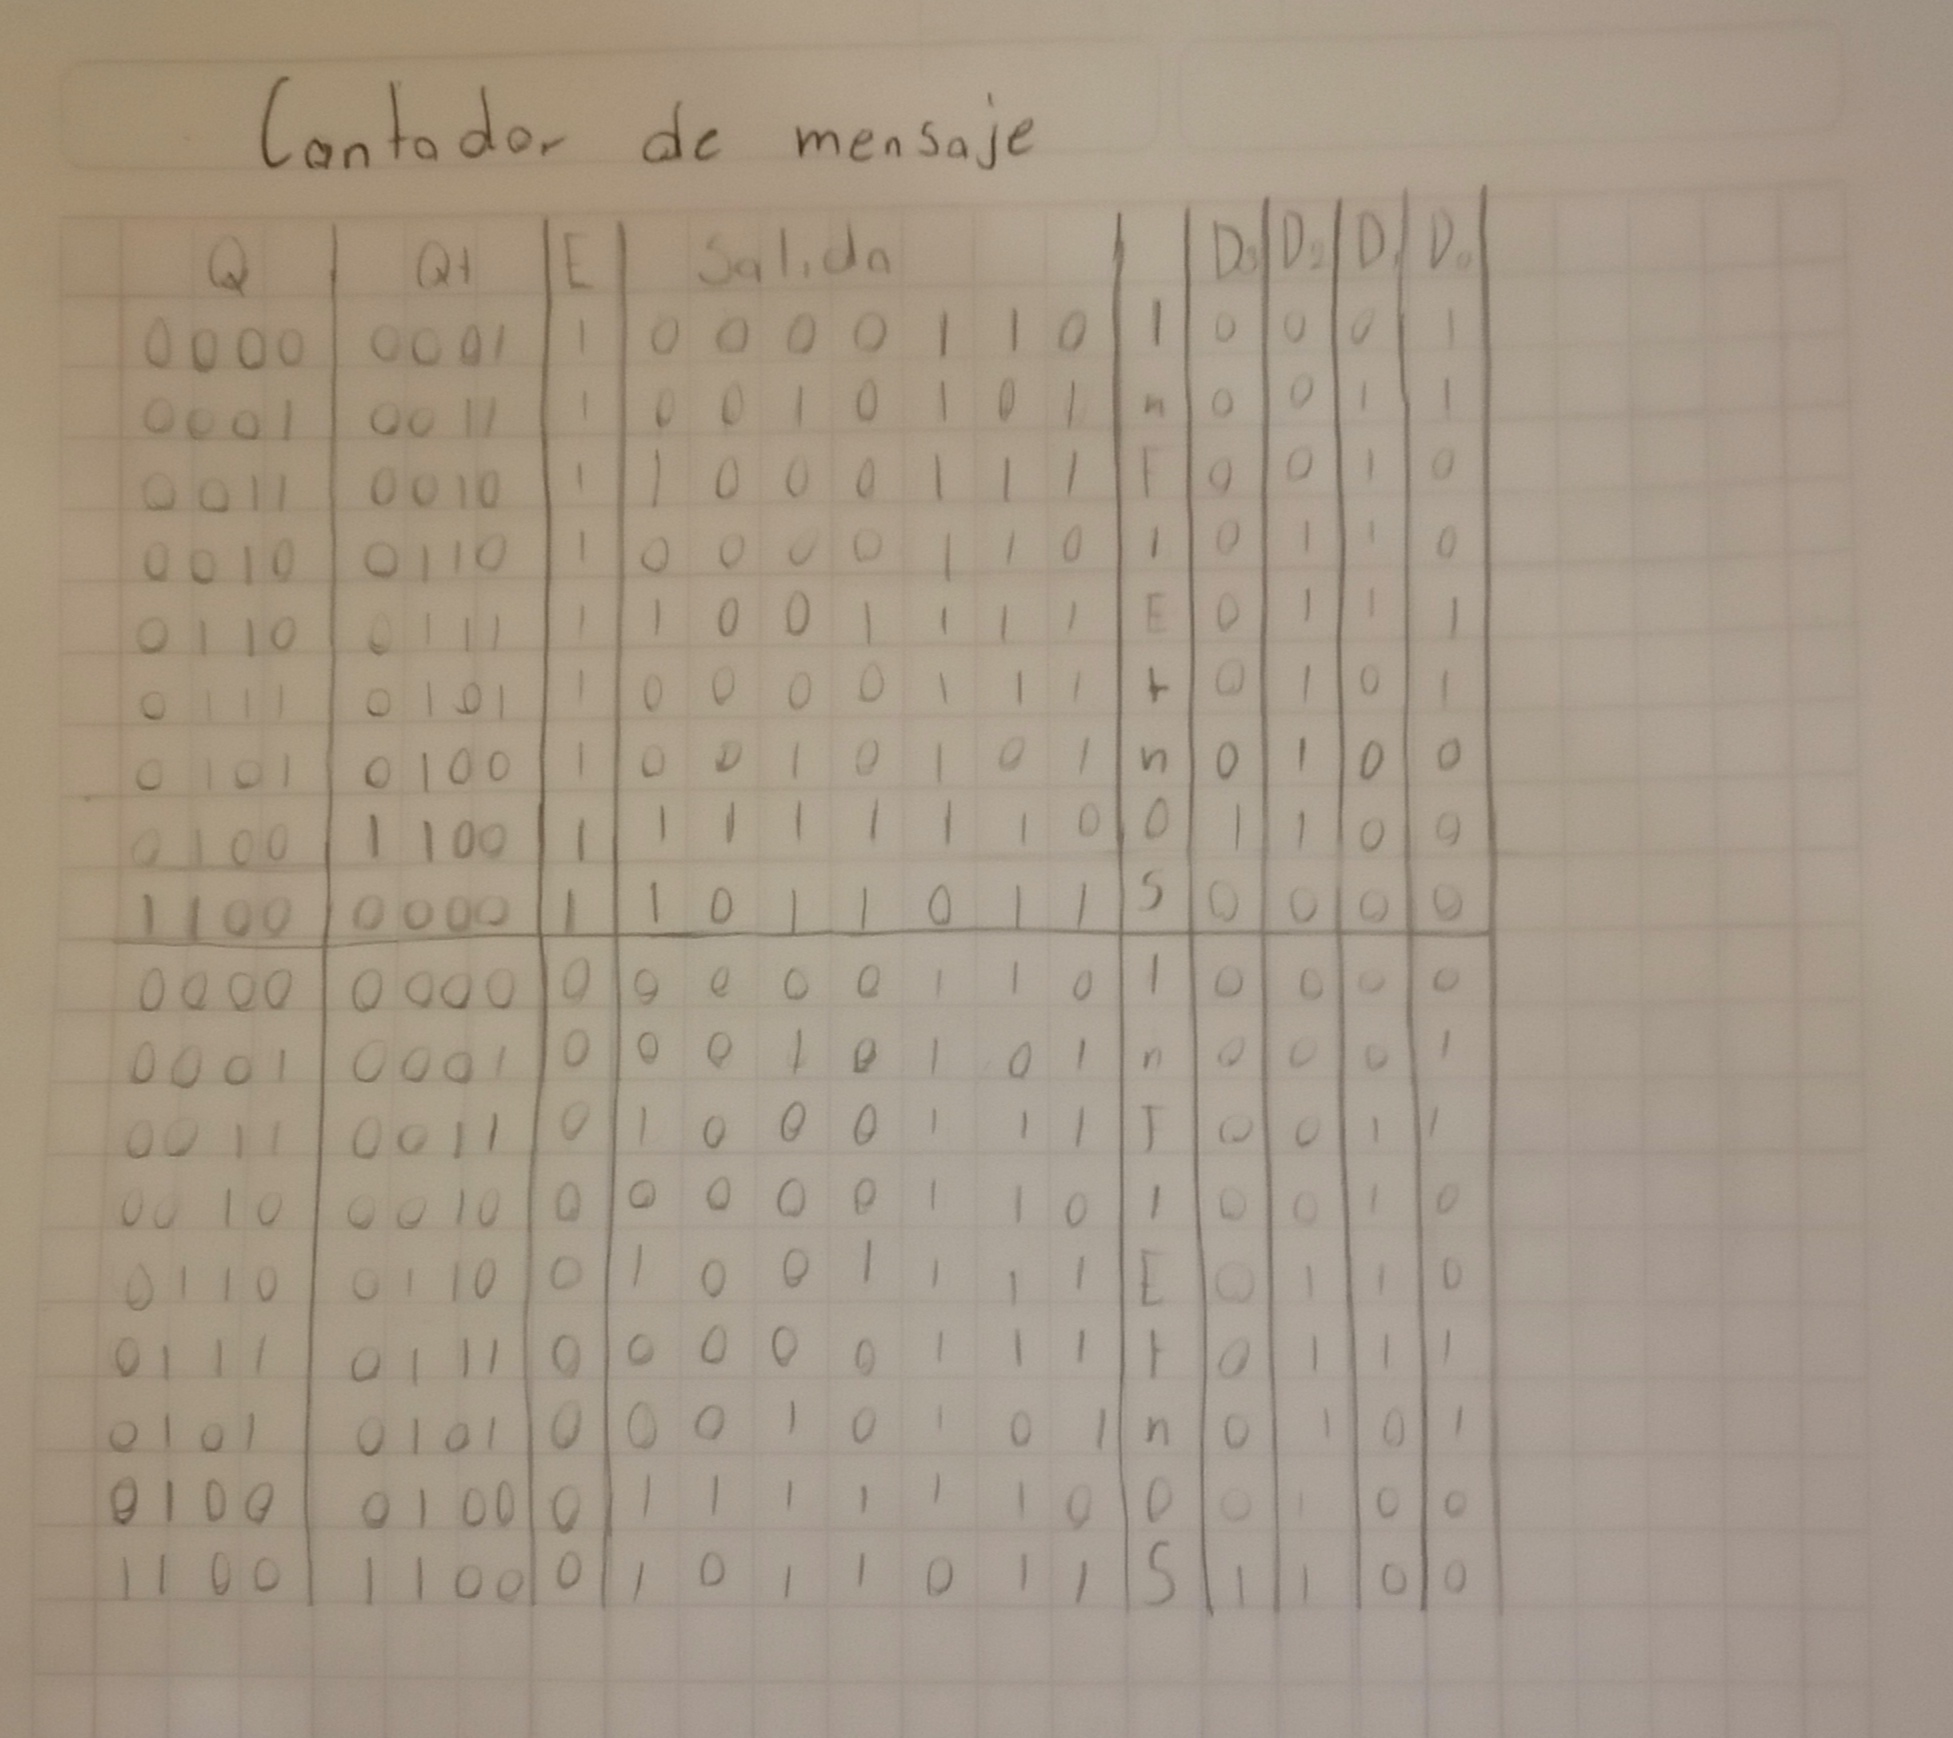 Contador de mensaje
Q Q+ E Salida D3 D2 D1 D0
0000 0001 1 0 0 0 0 1 1 0 I 0 0 0 1
0001 0011 1 0 0 1 0 1 0 1 n 0 0 1 1
0011 0010 1 1 0 0 0 1 1 1 F 0 0 1 0
0010 0110 1 0 0 0 0 1 1 0 I 0 1 1 0
0110 0111 1 1 0 0 1 1 1 1 E 0 1 1 1
0111 0101 1 0 0 0 0 1 1 1 r 0 1 0 1
0101 0100 1 0 0 1 0 1 0 1 n 0 1 0 0
0100 1100 1 1 1 1 1 1 1 0 O 1 1 0 0
1100 0000 1 1 0 1 1 0 1 1 S 0 0 0 0
0000 0000 0 0 0 0 0 1 1 0 I 0 0 0 0
0001 0001 0 0 0 1 0 1 0 1 n 0 0 0 1
0011 0011 0 1 0 0 0 1 1 1 F 0 0 1 1
0010 0010 0 0 0 0 0 1 1 0 I 0 0 1 0
0110 0110 0 1 0 0 1 1 1 1 E 0 1 1 0
0111 0111 0 0 0 0 0 1 1 1 r 0 1 1 1
0101 0101 0 0 0 1 0 1 0 1 n 0 1 0 1
0100 0100 0 1 1 1 1 1 1 0 O 0 1 0 0
1100 1100 0 1 0 1 1 0 1 1 S 1 1 0 0